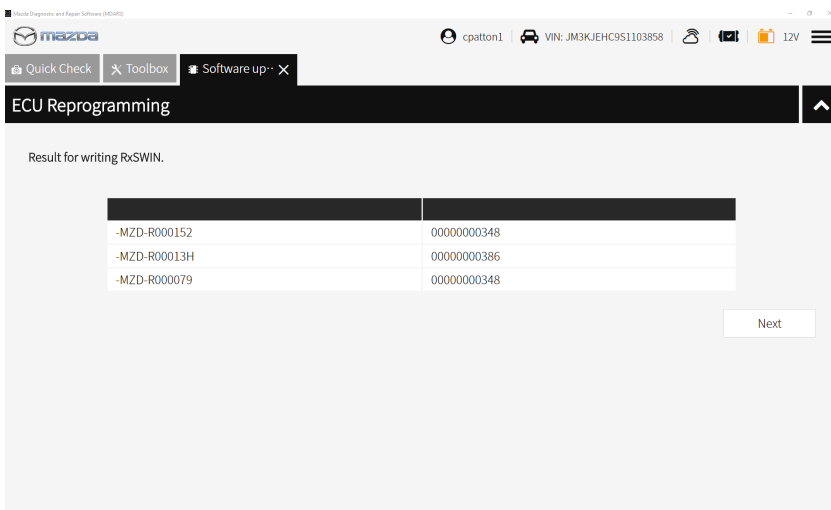 Mazda Diagnostic and Repair Software (MDARS)
mazda
cpatton1 VIN: JM3KJEHC9S1103858 12V
Quick Check Toolbox Software up··
ECU Reprogramming
Result for writing RxSWIN.
-MZD-R000152 00000000348
-MZD-R00013H 00000000386
-MZD-R000079 00000000348
Next